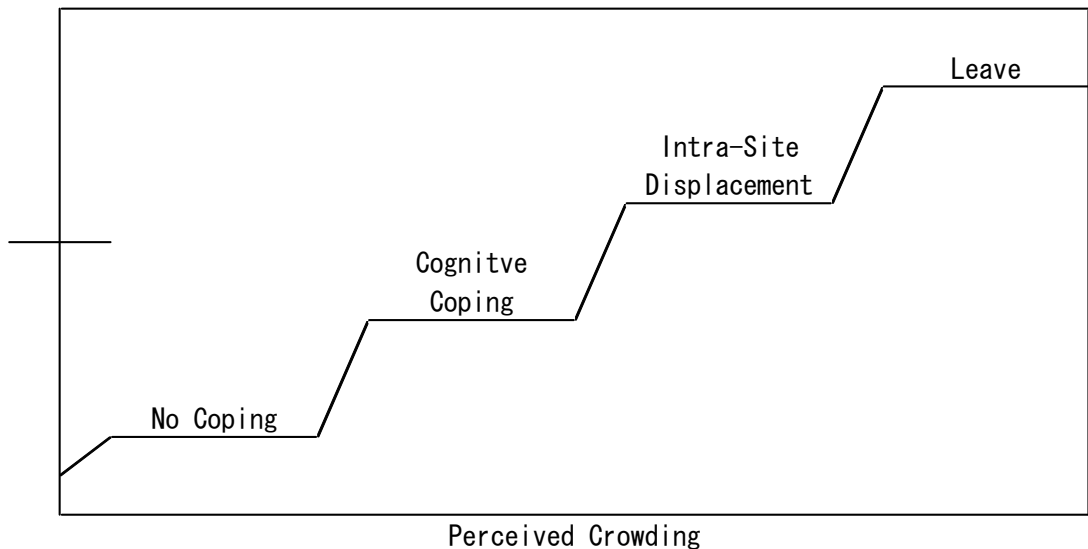 Leave
Intra-Site
Displacement
Cognitve
Coping
No Coping
Perceived Crowding